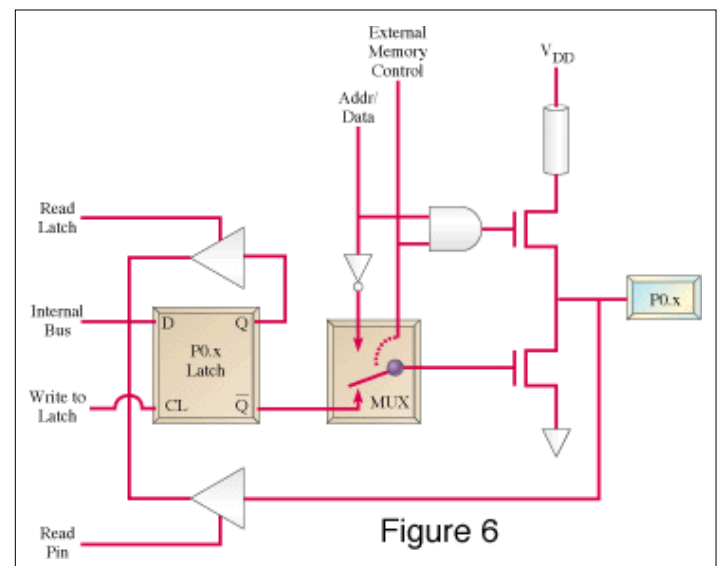 External
Memory
Control
V_DD
Addr/
Data
Read
Latch
Internal
Bus
D Q
P0.x
Latch
CL Q̅
Write to
Latch
MUX
P0.x
Read
Pin
Figure 6